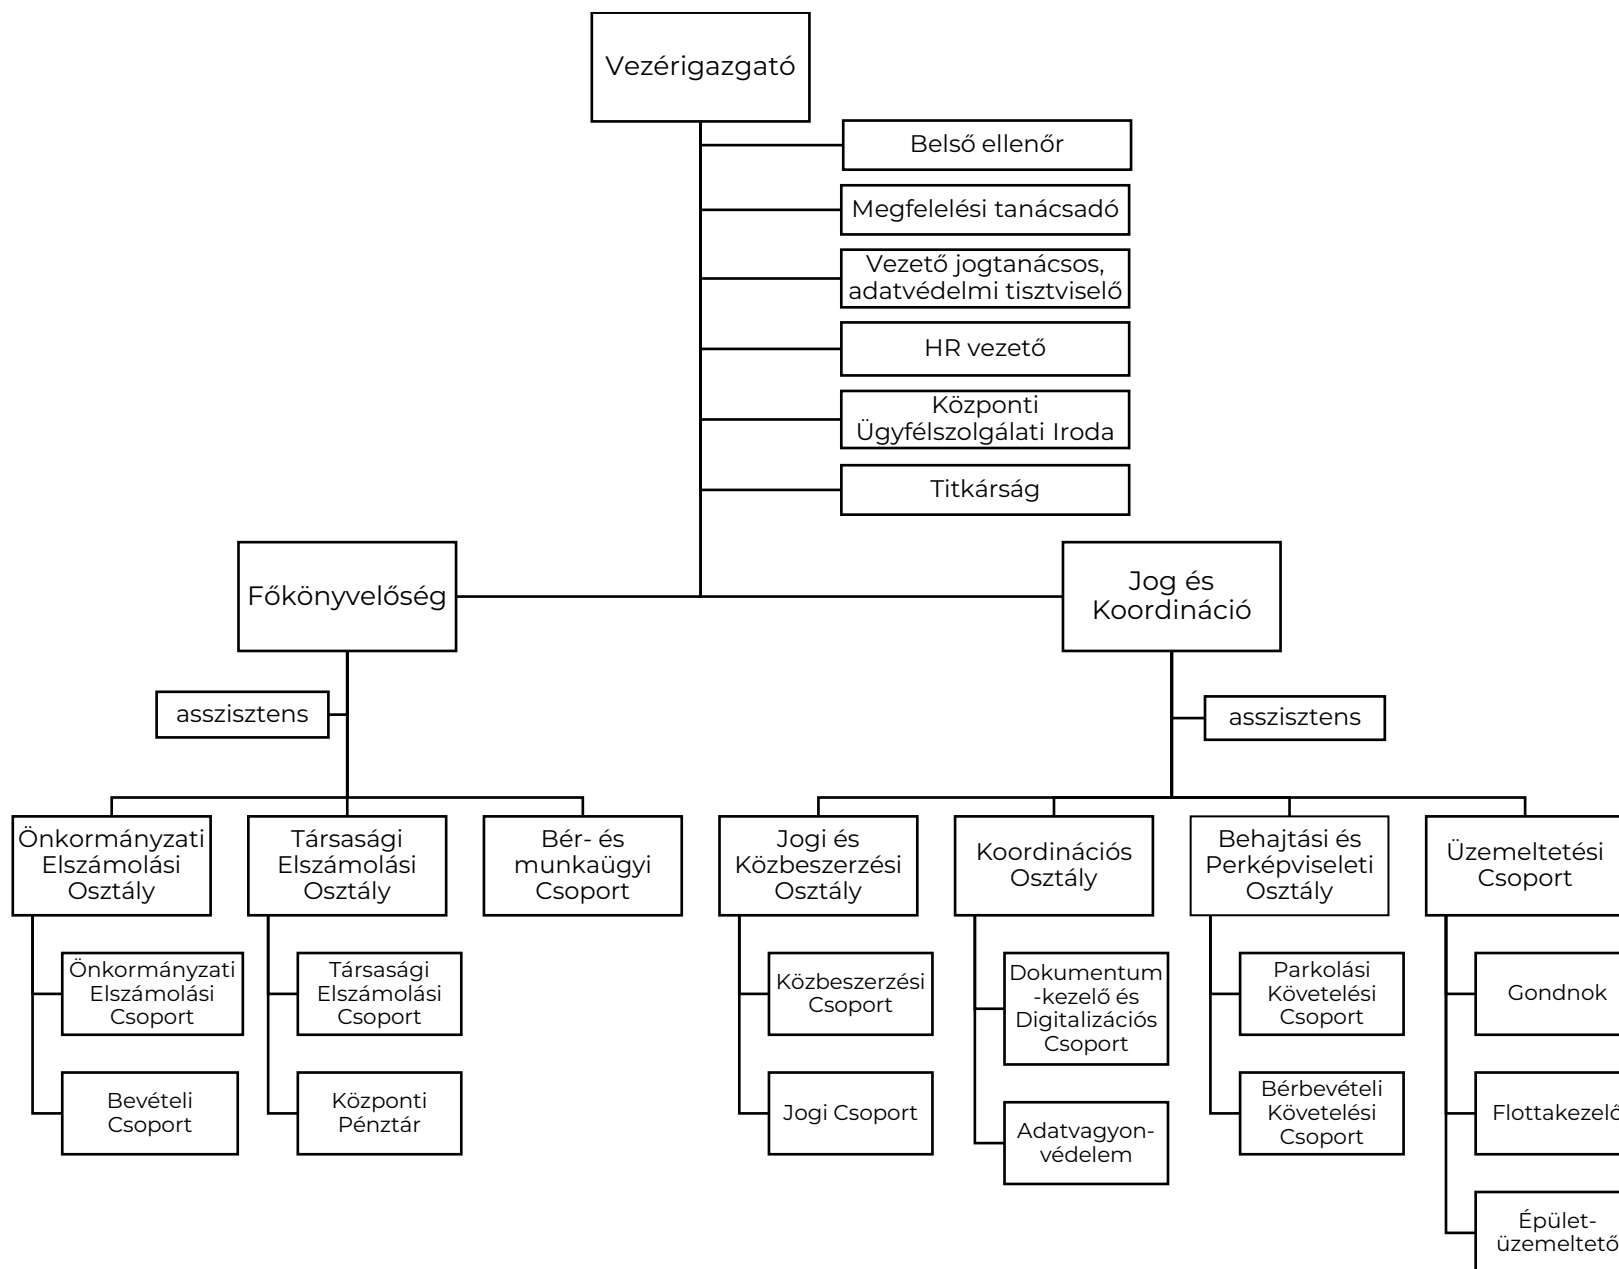 Vezérigazgató
Belső ellenőr
Megfelelési tanácsadó
Vezető jogtanácsos,
adatvédelmi tisztviselő
HR vezető
Központi
Ügyfélszolgálati Iroda
Titkárság
Főkönyvelőség
Jog és
Koordináció
asszisztens
asszisztens
Önkormányzati
Elszámolási
Osztály
Társasági
Elszámolási
Osztály
Bér- és
munkaügyi
Csoport
Jogi és
Közbeszerzési
Osztály
Koordinációs
Osztály
Behajtási és
Perképviseleti
Osztály
Üzemeltetési
Csoport
Önkormányzati
Elszámolási
Csoport
Társasági
Elszámolási
Csoport
Közbeszerzési
Csoport
Dokumentum
-kezelő és
Digitalizációs
Csoport
Parkolási
Követelési
Csoport
Gondnok
Bevételi
Csoport
Központi
Pénztár
Jogi Csoport
Adatvagyon-
védelem
Bérbevételi
Követelési
Csoport
Flottakezelő
Épület-
üzemeltető